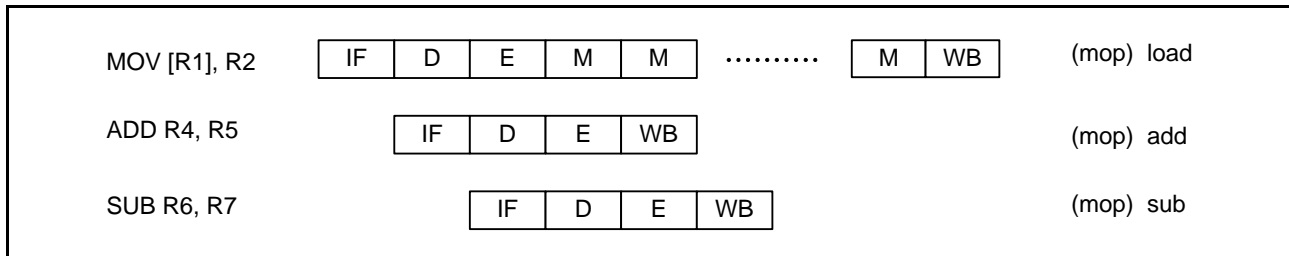 MOV [R1], R2 IF D E M M .......... M WB (mop) load
ADD R4, R5 IF D E WB (mop) add
SUB R6, R7 IF D E WB (mop) sub